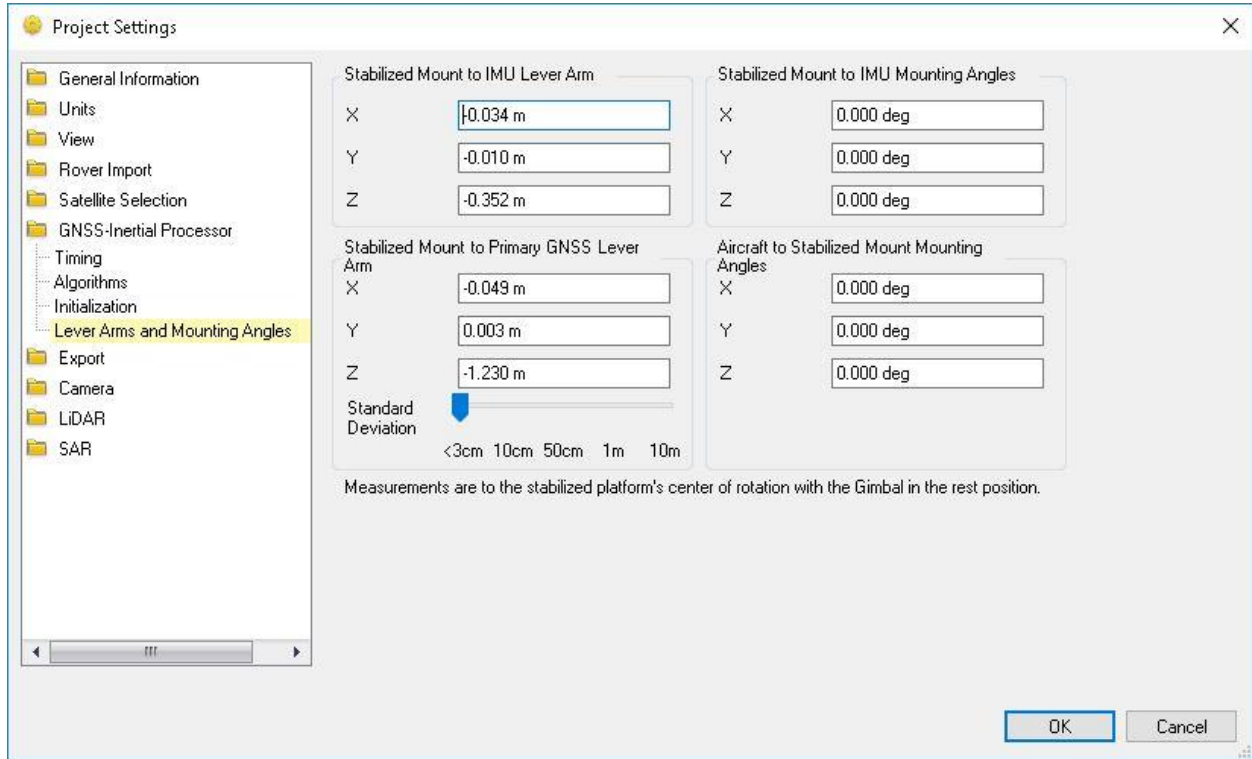 Project Settings
General Information
Units
View
Rover Import
Satellite Selection
GNSS-Inertial Processor
Timing
Algorithms
Initialization
Lever Arms and Mounting Angles
Export
Camera
LiDAR
SAR
Stabilized Mount to IMU Lever Arm
X -0.034 m
Y -0.010 m
Z -0.352 m
Stabilized Mount to IMU Mounting Angles
X 0.000 deg
Y 0.000 deg
Z 0.000 deg
Stabilized Mount to Primary GNSS Lever
Arm
X -0.049 m
Y 0.003 m
Z -1.230 m
Standard
Deviation
<3cm 10cm 50cm 1m 10m
Aircraft to Stabilized Mount Mounting
Angles
X 0.000 deg
Y 0.000 deg
Z 0.000 deg
Measurements are to the stabilized platform's center of rotation with the Gimbal in the rest position.
OK Cancel